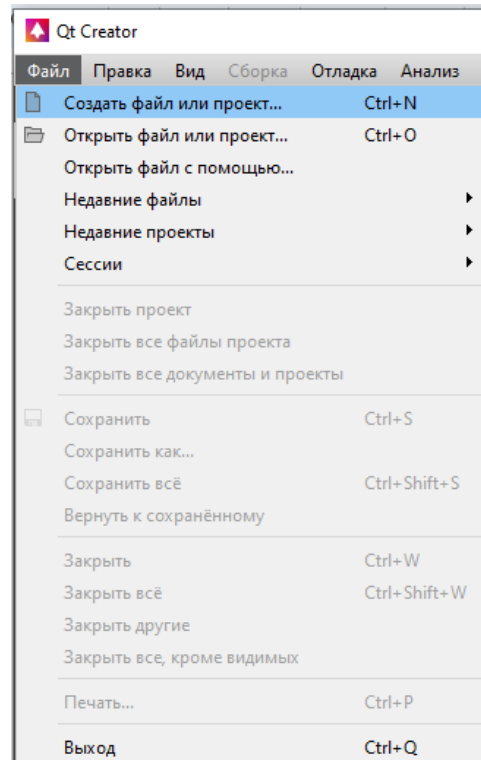 Qt Creator
Файл Правка Вид Сборка Отладка Анализ
Создать файл или проект... Ctrl+N
Открыть файл или проект... Ctrl+O
Открыть файл с помощью...
Недавние файлы
Недавние проекты
Сессии
Закрыть проект
Закрыть все файлы проекта
Закрыть все документы и проекты
Сохранить Ctrl+S
Сохранить как...
Сохранить всё Ctrl+Shift+S
Вернуть к сохранённому
Закрыть Ctrl+W
Закрыть всё Ctrl+Shift+W
Закрыть другие
Закрыть все, кроме видимых
Печать... Ctrl+P
Выход Ctrl+Q